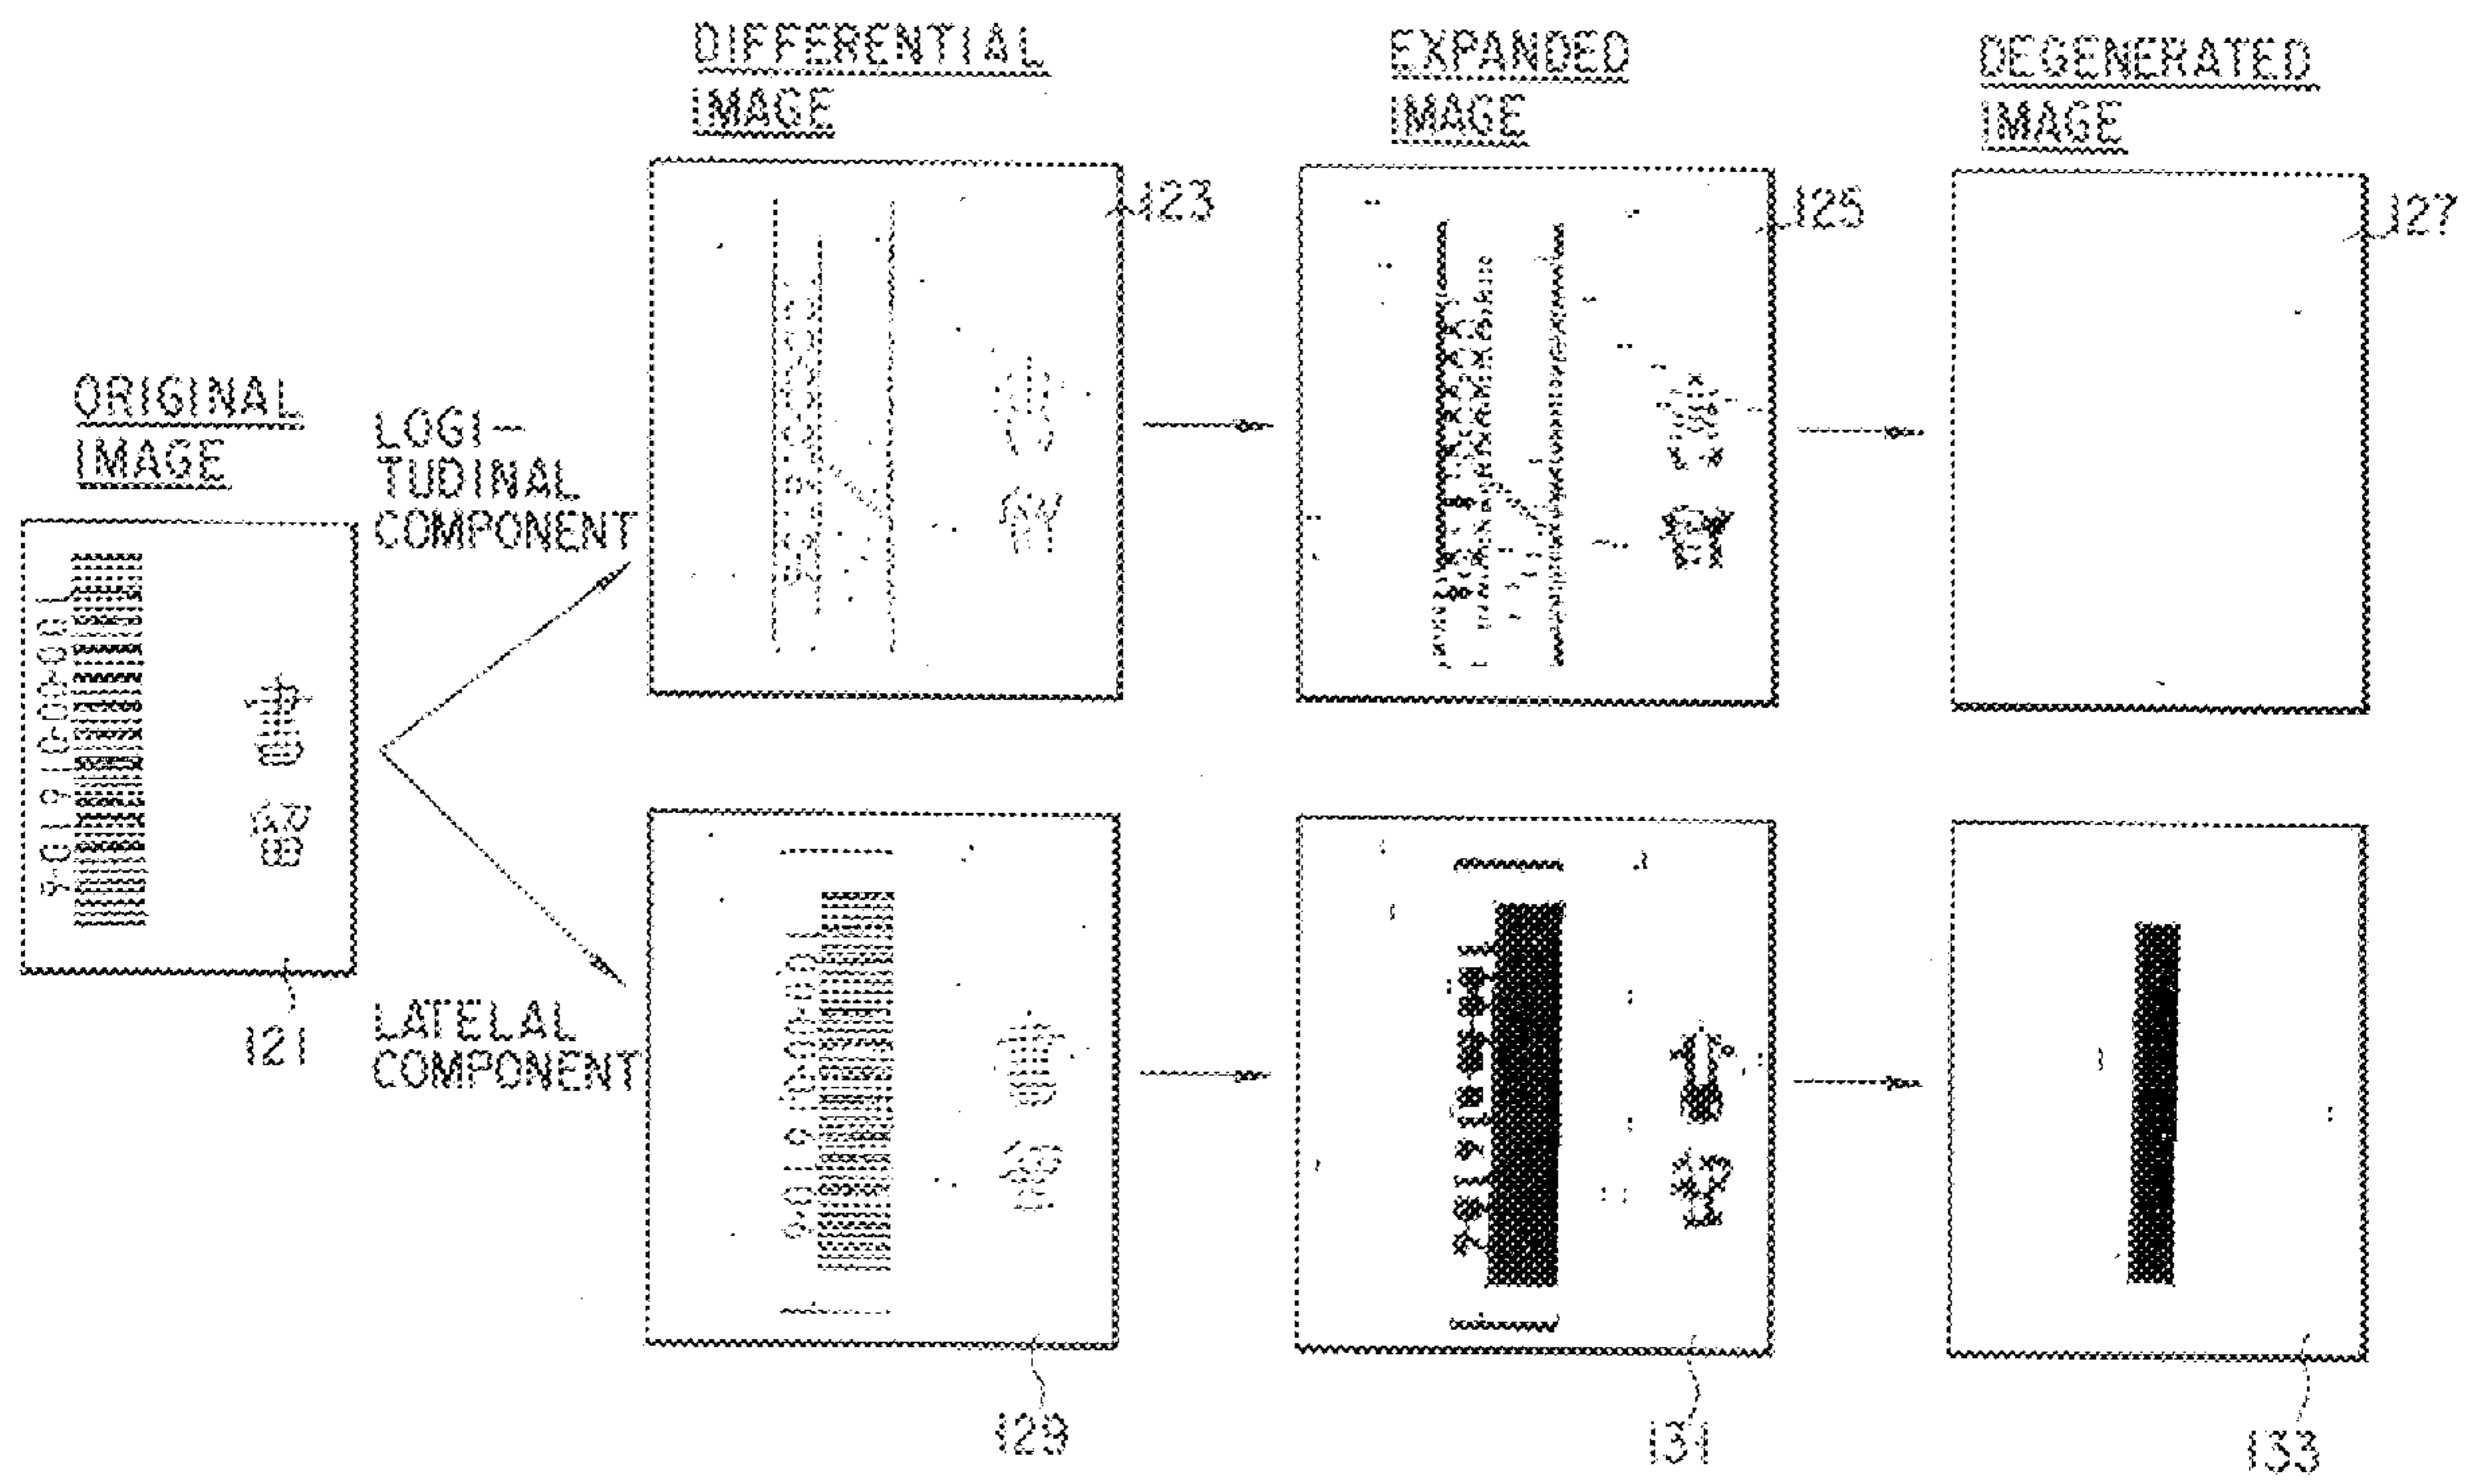 DIFFERENTIAL
IMAGE
EXPANDED
IMAGE
DEGENERATED
IMAGE
123
125
127
ORIGINAL
IMAGE
LOGI-
TUDINAL
COMPONENT
121
LATELAL
COMPONENT
129
131
133